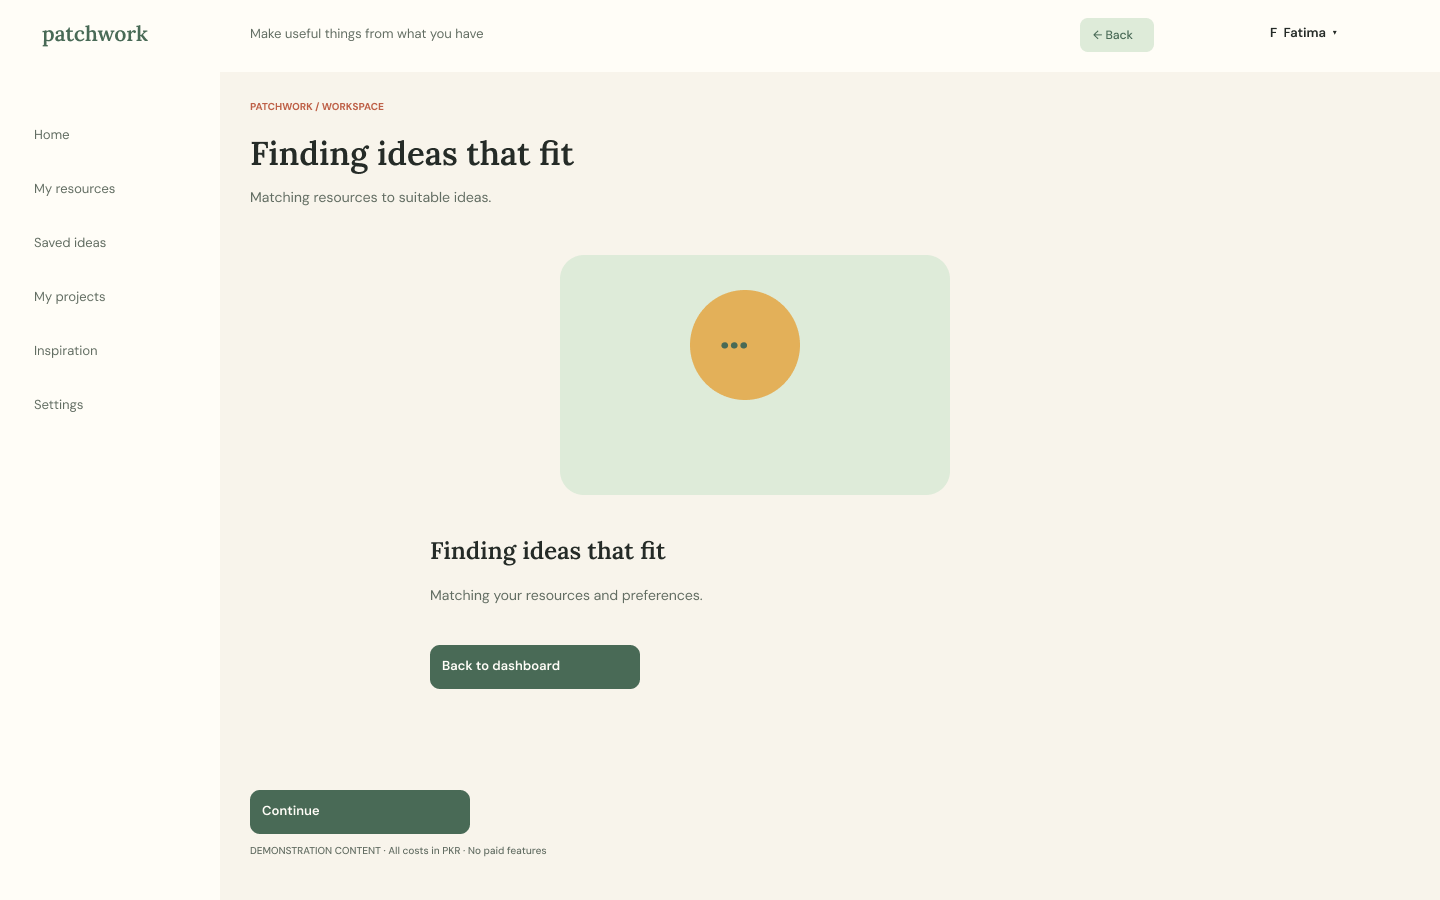 patchwork
Make useful things from what you have
← Back
F Fatima ▾
Home
My resources
Saved ideas
My projects
Inspiration
Settings
PATCHWORK / WORKSPACE
Finding ideas that fit
Matching resources to suitable ideas.
Finding ideas that fit
Matching your resources and preferences.
Back to dashboard
Continue
DEMONSTRATION CONTENT · All costs in PKR · No paid features